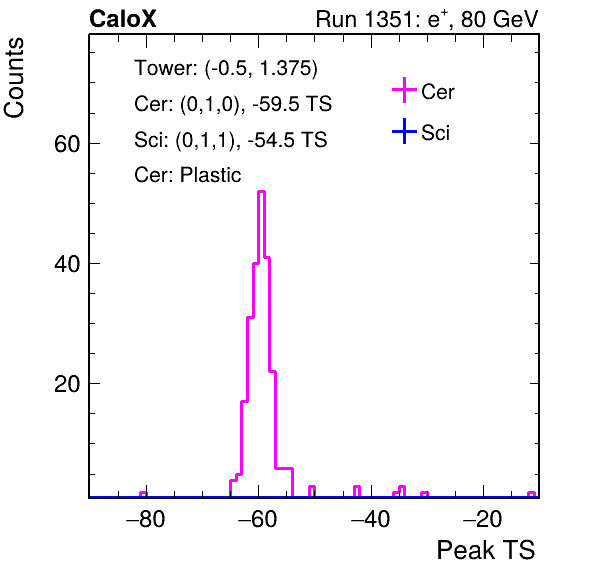 CaloX Run 1351: e⁺, 80 GeV
Counts
Tower: (-0.5, 1.375)
Cer: (0,1,0), -59.5 TS
Sci: (0,1,1), -54.5 TS
Cer: Plastic
Cer
Sci
60
40
20
−80 −60 −40 −20
Peak TS